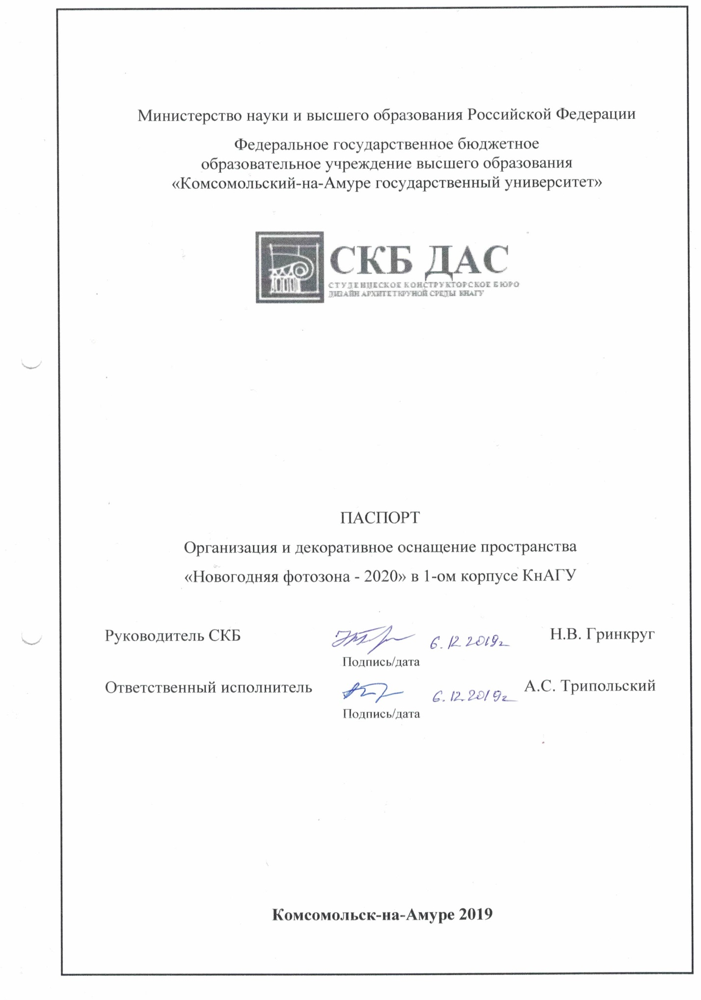 Министерство науки и высшего образования Российской Федерации
Федеральное государственное бюджетное
образовательное учреждение высшего образования
«Комсомольский-на-Амуре государственный университет»
СКБ ДАС
СТУДЕНЧЕСКОЕ КОНСТРУКТОРСКОЕ БЮРО
ДИЗАЙН АРХИТЕТКРУНОЙ СРЕДЫ КНАГУ
ПАСПОРТ
Организация и декоративное оснащение пространства
«Новогодняя фотозона - 2020» в 1-ом корпусе КнАГУ
Руководитель СКБ 6.12 2019г Н.В. Гринкруг
Подпись/дата
Ответственный исполнитель 6.12.2019г А.С. Трипольский
Подпись/дата
Комсомольск-на-Амуре 2019